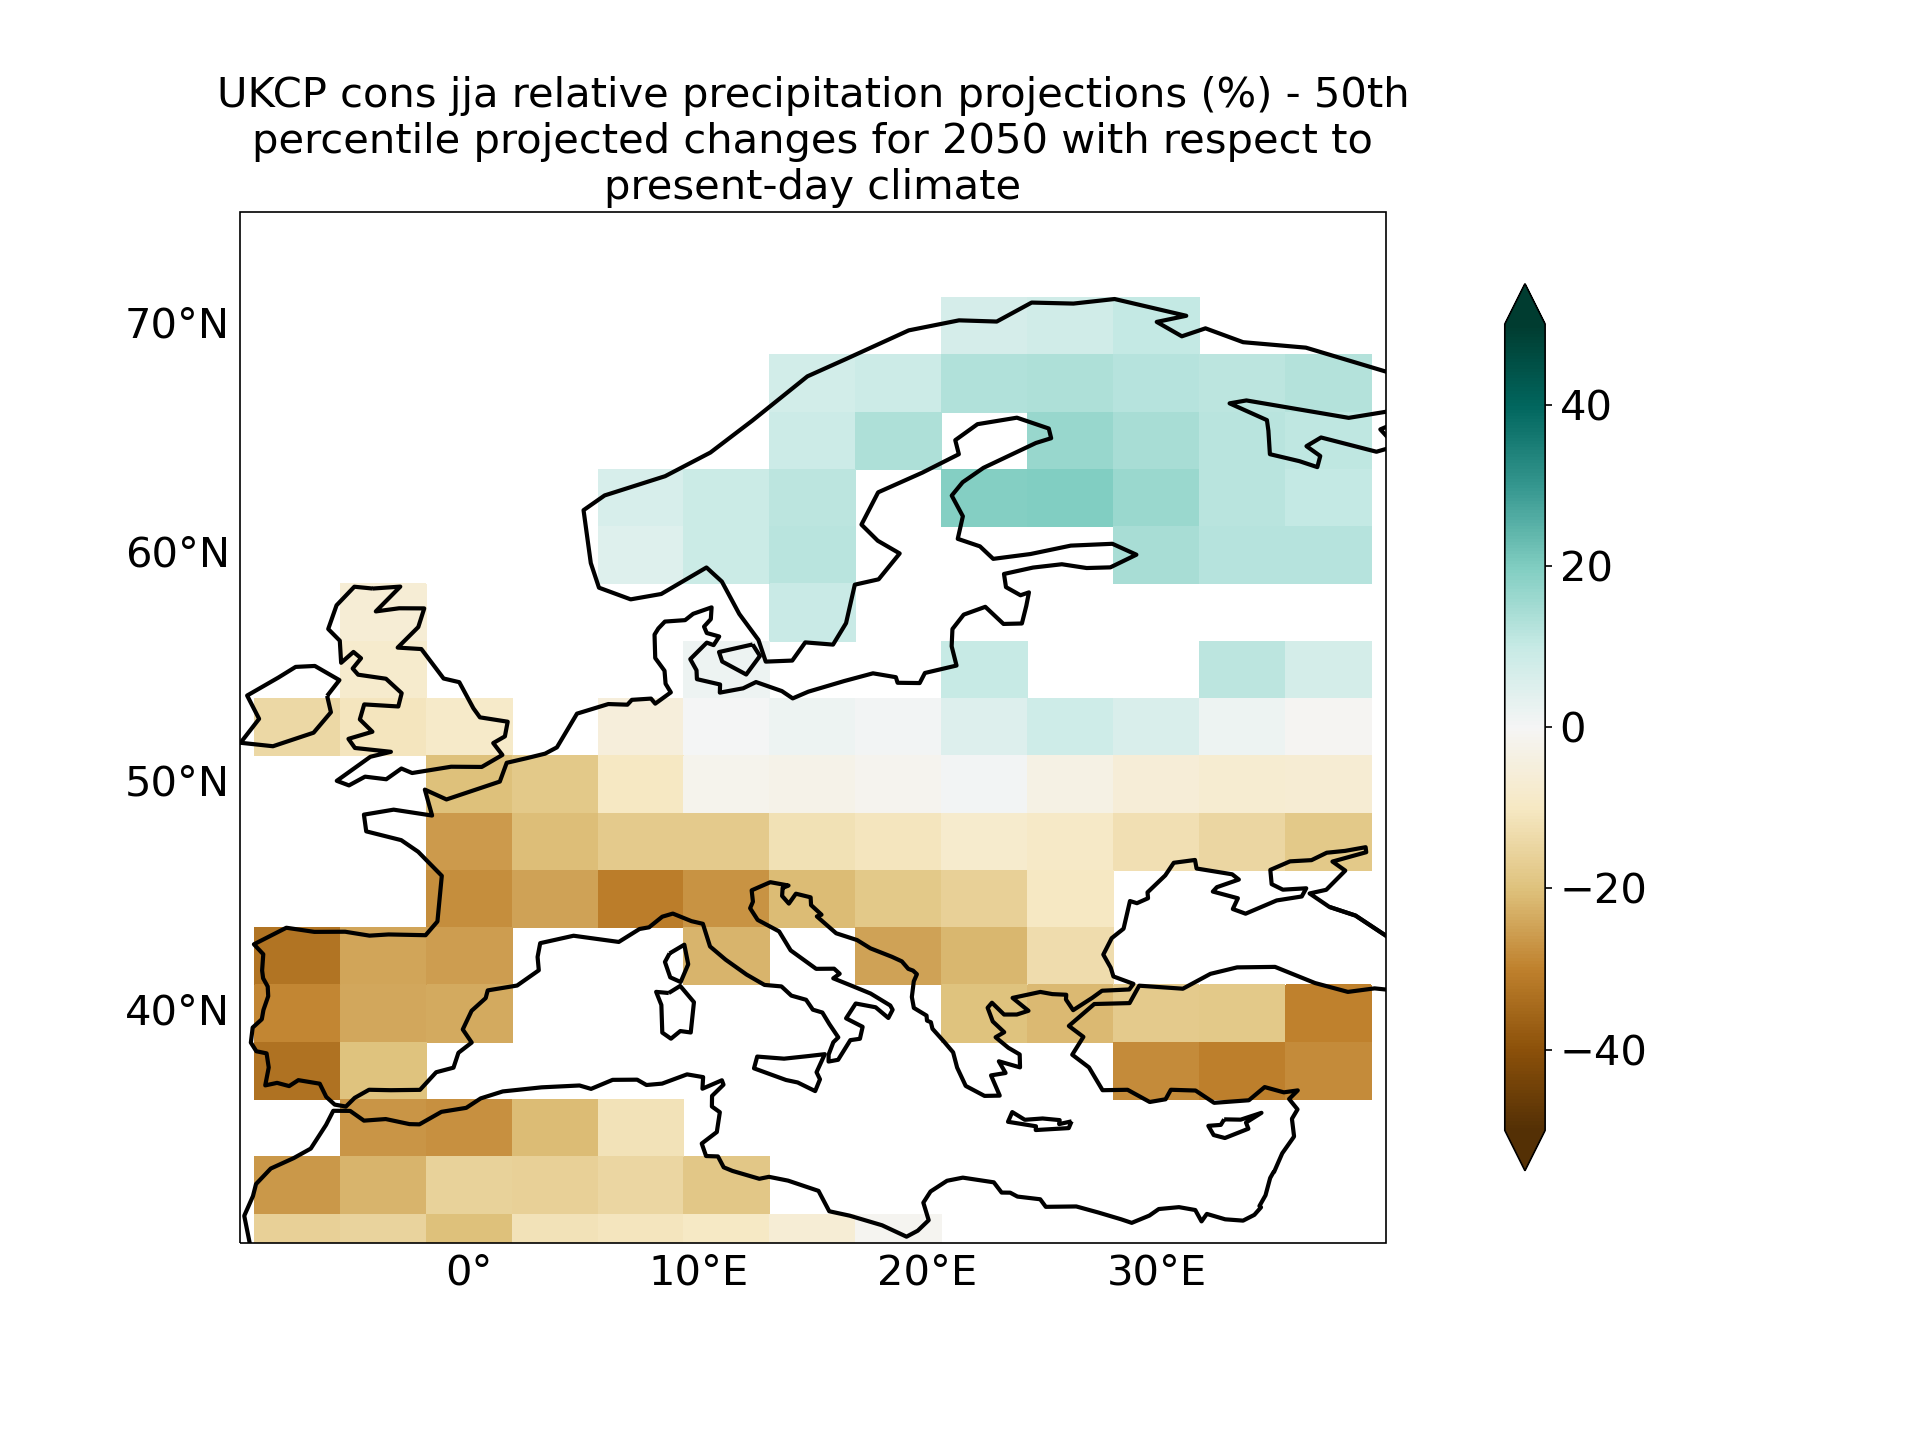 UKCP cons jja relative precipitation projections (%) - 50th
percentile projected changes for 2050 with respect to
present-day climate
70°N
60°N
50°N
40°N
0°
10°E
20°E
30°E
40
20
0
−20
−40